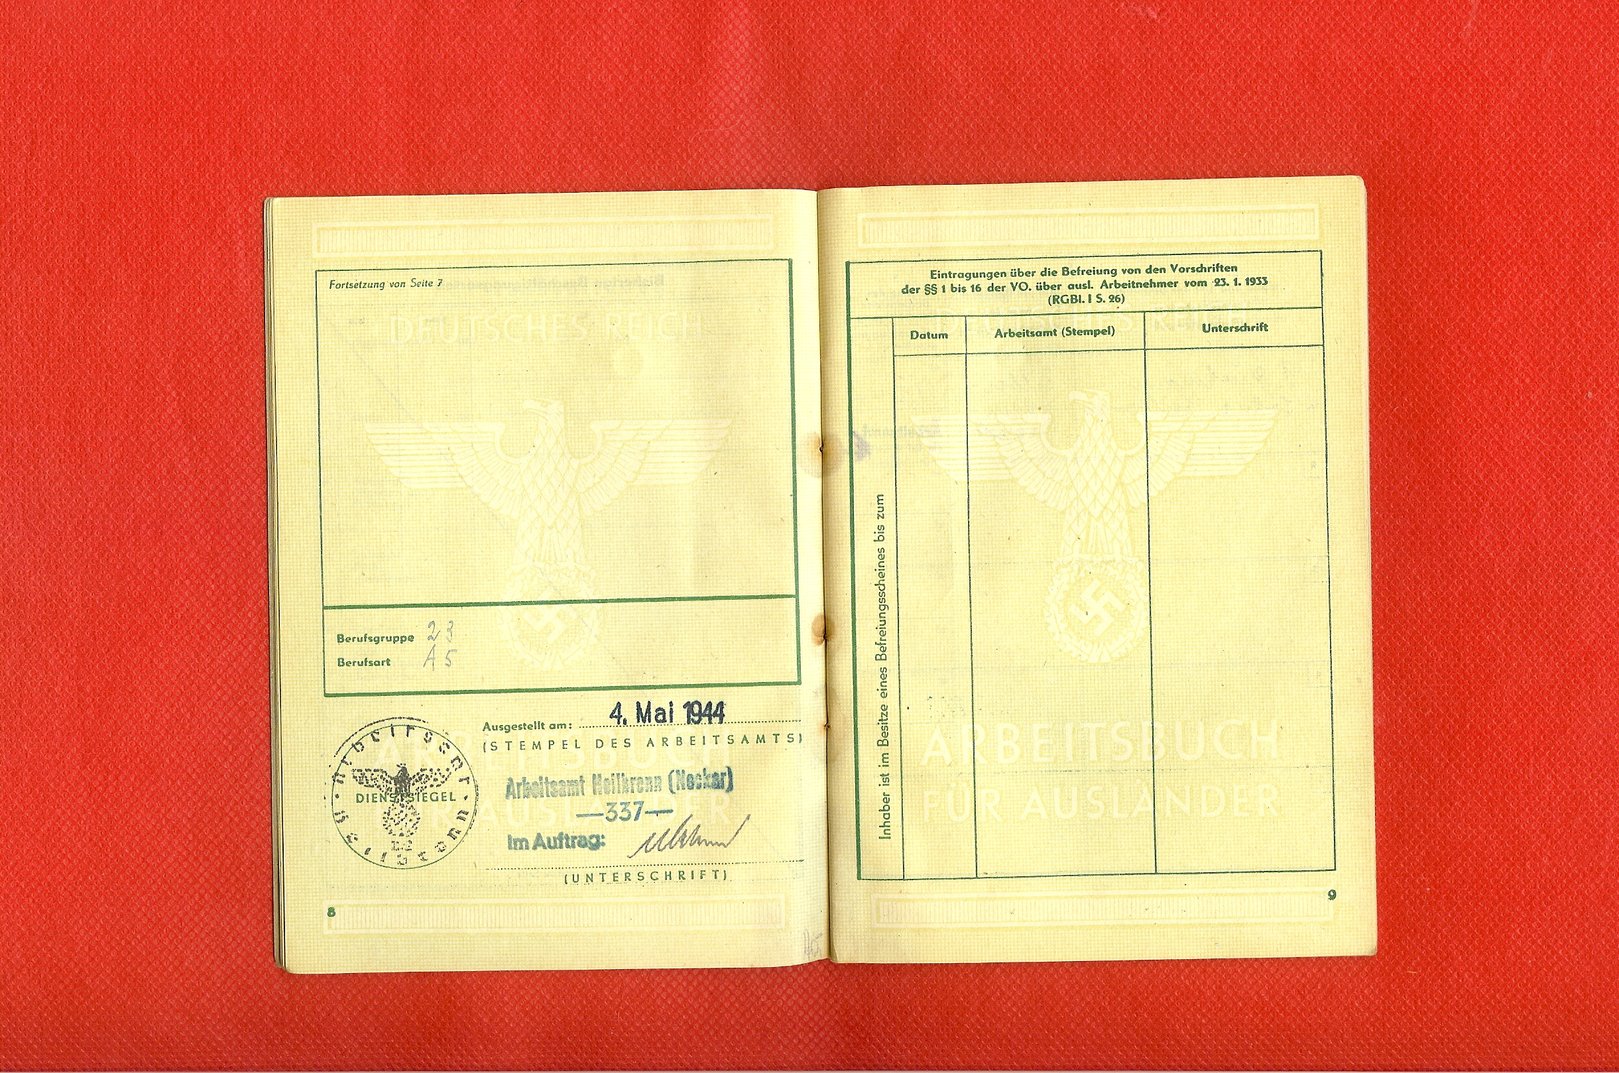 Fortsetzung von Seite 7
DEUTSCHES REICH
Berufsgruppe 23
Berufsart A5
Ausgestellt am: 4. Mai 1944
(STEMPEL DES ARBEITSAMTS)
DIENSTSIEGEL
Arbeitsamt Heilbronn (Neckar)
—337—
Im Auftrag:
(UNTERSCHRIFT)
8
Eintragungen über die Befreiung von den Vorschriften
der §§ 1 bis 16 der VO. über ausl. Arbeitnehmer vom 23. 1. 1933
(RGBl. I S. 26)
Datum
Arbeitsamt (Stempel)
Unterschrift
Inhaber ist im Besitze eines Befreiungsscheines bis zum
ARBEITSBUCH
FÜR AUSLÄNDER
9